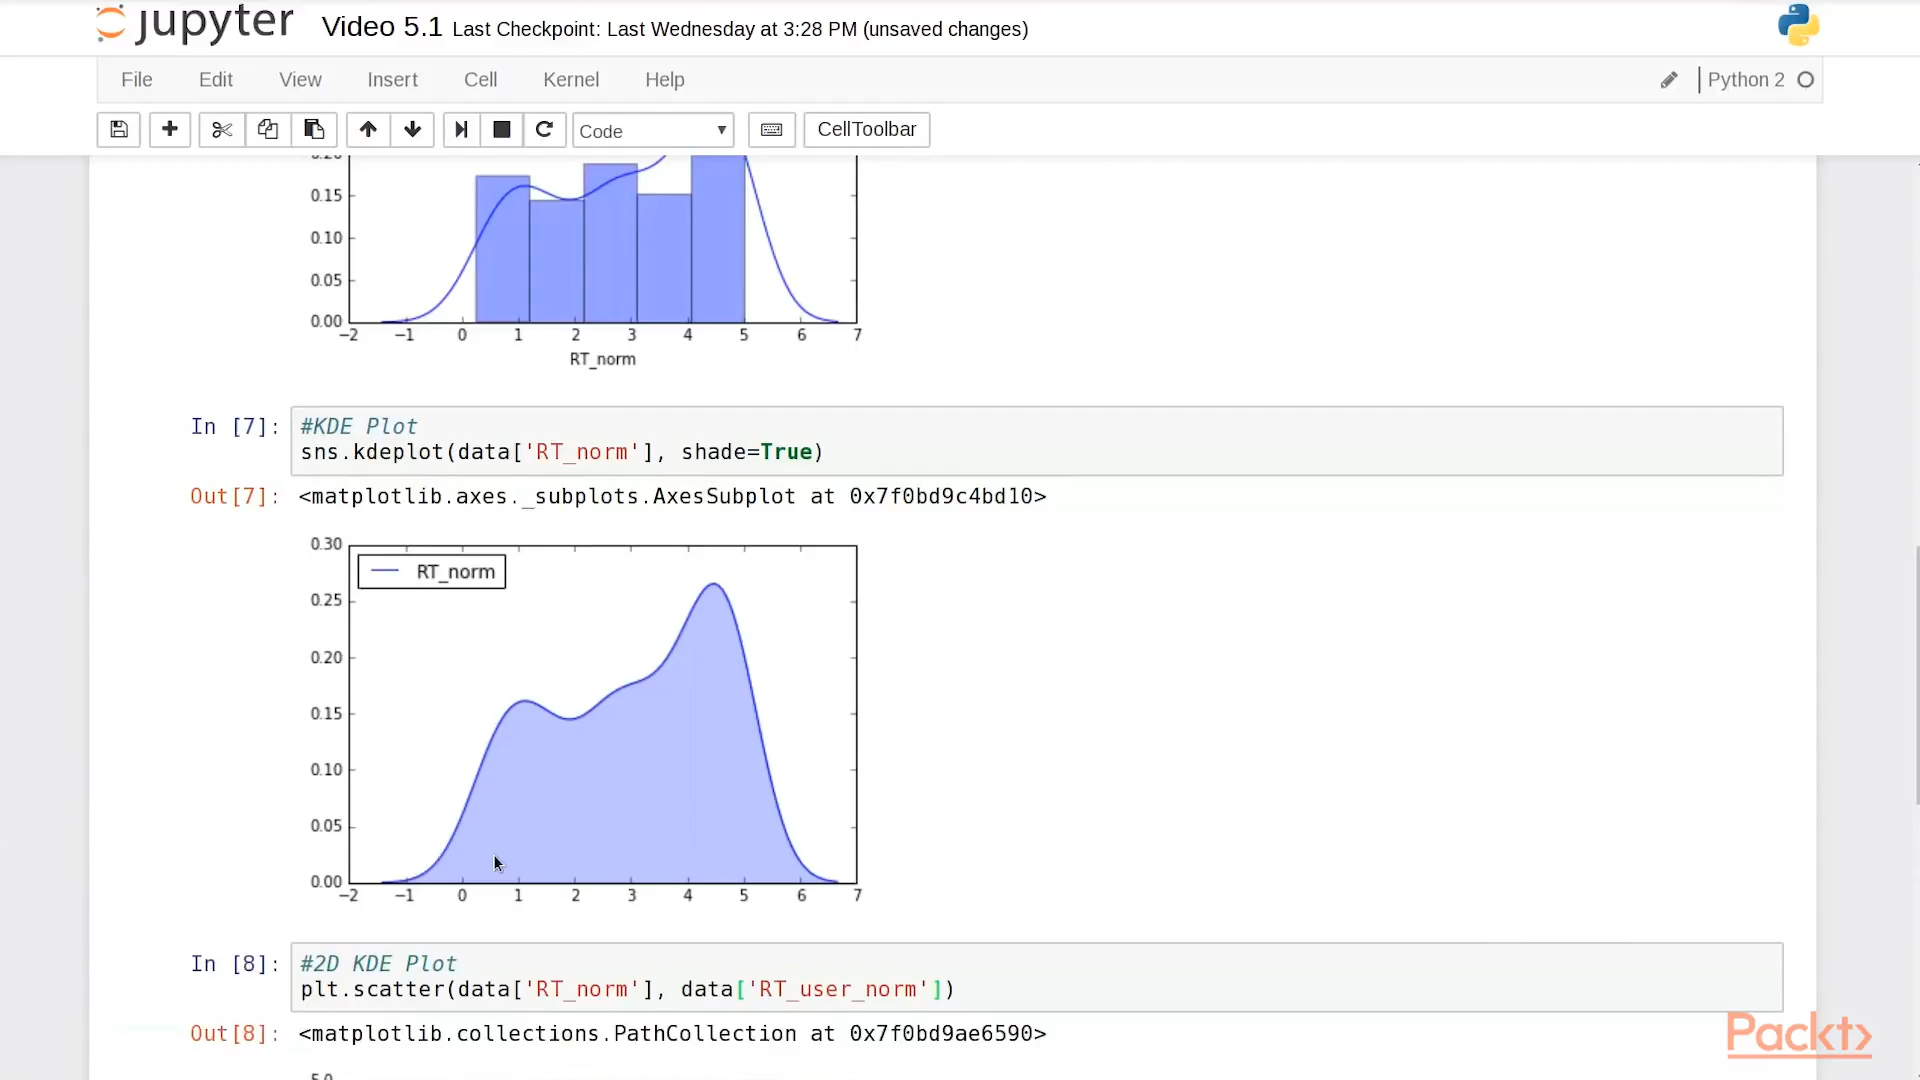 jupyter Video 5.1 Last Checkpoint: Last Wednesday at 3:28 PM (unsaved changes)
File Edit View Insert Cell Kernel Help Python 2
Code CellToolbar
0.20
0.15
0.10
0.05
0.00
−2 −1 0 1 2 3 4 5 6 7
RT_norm
In [7]: #KDE Plot
sns.kdeplot(data['RT_norm'], shade=True)
Out[7]: <matplotlib.axes._subplots.AxesSubplot at 0x7f0bd9c4bd10>
0.30
RT_norm
0.25
0.20
0.15
0.10
0.05
0.00
−2 −1 0 1 2 3 4 5 6 7
In [8]: #2D KDE Plot
plt.scatter(data['RT_norm'], data['RT_user_norm'])
Out[8]: <matplotlib.collections.PathCollection at 0x7f0bd9ae6590>
5.0
Packt>